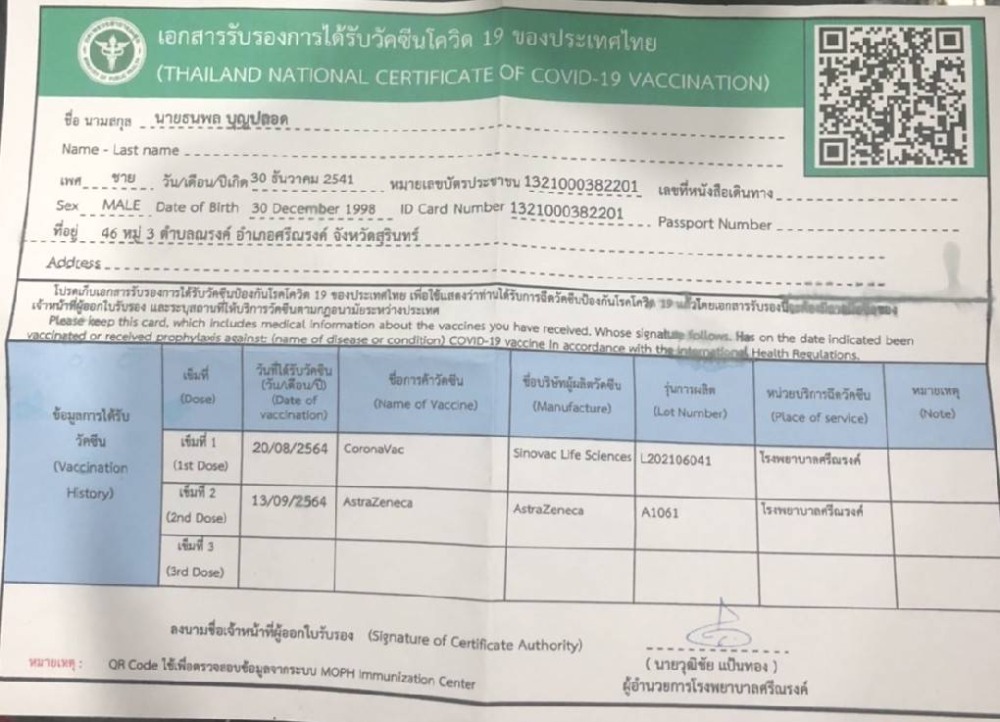 เอกสารรับรองการได้รับวัคซีนโควิด 19 ของประเทศไทย
(THAILAND NATIONAL CERTIFICATE OF COVID-19 VACCINATION)
ชื่อ นามสกุล นายธนพล บุญปลอด
Name - Last name
เพศ ชาย วัน/เดือน/ปีเกิด 30 ธันวาคม 2541 หมายเลขบัตรประชาชน 1321000382201 เลขที่หนังสือเดินทาง
Sex MALE Date of Birth 30 December 1998 ID Card Number 1321000382201 Passport Number
ที่อยู่ 46 หมู่ 3 ตำบลณรงค์ อำเภอศรีณรงค์ จังหวัดสุรินทร์
Address
โปรดเก็บเอกสารรับรองการได้รับวัคซีนป้องกันโรคโควิด 19 ของประเทศไทย เพื่อใช้แสดงว่าท่านได้รับการฉีดวัคซีนป้องกันโรคโควิด 19 แล้วโดยเอกสารรับรองนี้
เจ้าหน้าที่ผู้ออกใบรับรอง และระบุสถานที่ให้บริการวัคซีนตามกฎอนามัยระหว่างประเทศ
Please keep this card, which includes medical information about the vaccines you have received. Whose signature follows. Has on the date indicated been
vaccinated or received prophylaxis against: (name of disease or condition) COVID-19 vaccine In accordance with the International Health Regulations.
ข้อมูลการได้รับ
วัคซีน
(Vaccination
History)
เข็มที่
(Dose)
วันที่ได้รับวัคซีน
(วัน/เดือน/ปี)
(Date of
vaccination)
ชื่อการค้าวัคซีน
(Name of Vaccine)
ชื่อบริษัทผู้ผลิตวัคซีน
(Manufacture)
รุ่นการผลิต
(Lot Number)
หน่วยบริการฉีดวัคซีน
(Place of service)
หมายเหตุ
(Note)
เข็มที่ 1
(1st Dose)
20/08/2564 CoronaVac Sinovac Life Sciences L202106041 โรงพยาบาลศรีณรงค์
เข็มที่ 2
(2nd Dose)
13/09/2564 AstraZeneca AstraZeneca A1061 โรงพยาบาลศรีณรงค์
เข็มที่ 3
(3rd Dose)
ลงนามชื่อเจ้าหน้าที่ผู้ออกใบรับรอง (Signature of Certificate Authority)
( นายวุฒิชัย แป้นทอง )
ผู้อำนวยการโรงพยาบาลศรีณรงค์
หมายเหตุ : QR Code ใช้เพื่อตรวจสอบข้อมูลจากระบบ MOPH Immunization Center